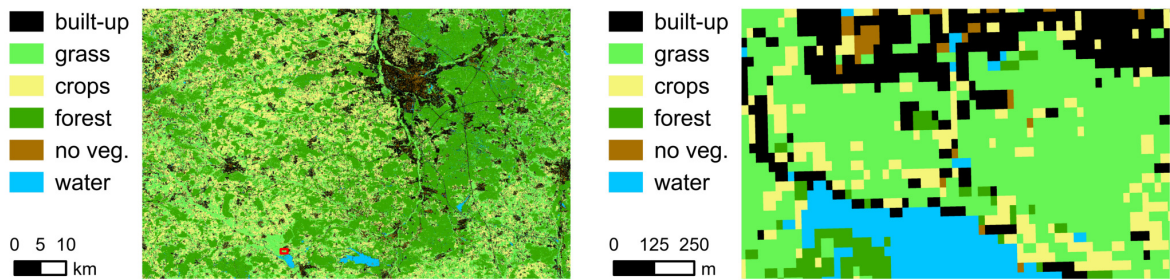 built-up
grass
crops
forest
no veg.
water
0 5 10
km
built-up
grass
crops
forest
no veg.
water
0 125 250
m